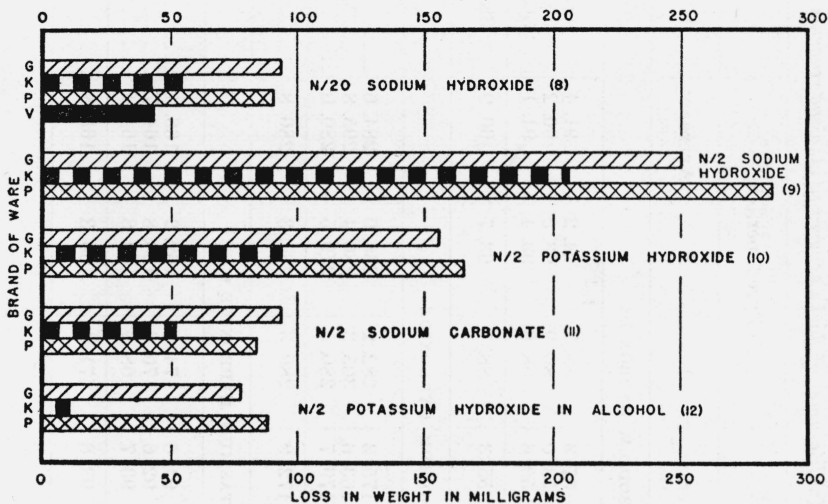 0 50 100 150 200 250 300
G
K
P
V
N/20 SODIUM HYDROXIDE (8)
G
K
P
N/2 SODIUM
HYDROXIDE
(9)
BRAND OF WARE
G
K
P
N/2 POTASSIUM HYDROXIDE (10)
G
K
P
N/2 SODIUM CARBONATE (11)
G
K
P
N/2 POTASSIUM HYDROXIDE IN ALCOHOL (12)
0 50 100 150 200 250 300
LOSS IN WEIGHT IN MILLIGRAMS